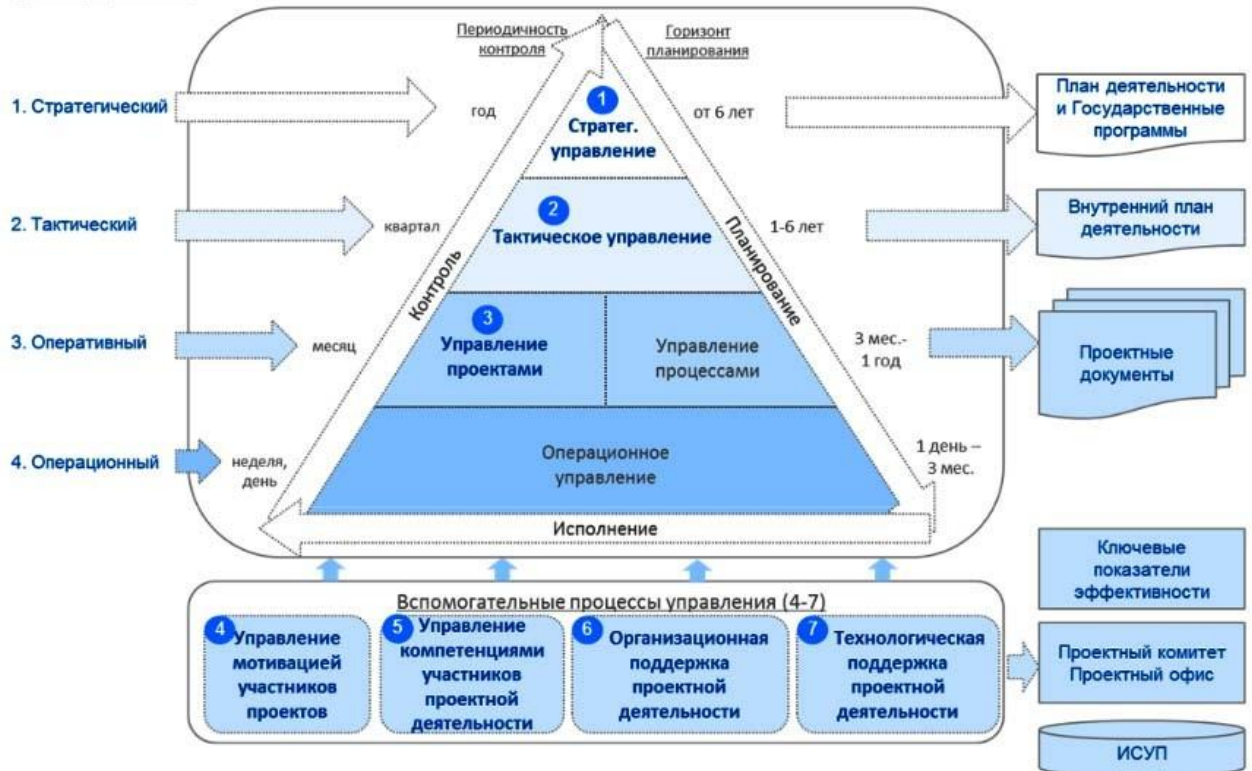 Периодичность
контроля
Горизонт
планирования
1. Стратегический
год
1
Стратег.
управление
от 6 лет
План деятельности
и Государственные
программы
2. Тактический
квартал
2
Тактическое управление
1-6 лет
Внутренний план
деятельности
Контроль
Планирование
3. Оперативный
месяц
3
Управление
проектами
Управление
процессами
3 мес.-
1 год
Проектные
документы
4. Операционный
неделя,
день
Операционное
управление
1 день –
3 мес.
Исполнение
Ключевые
показатели
эффективности
Вспомогательные процессы управления (4-7)
4
Управление
мотивацией
участников
проектов
5
Управление
компетенциями
участников
проектной
деятельности
6
Организационная
поддержка
проектной
деятельности
7
Технологическая
поддержка
проектной
деятельности
Проектный комитет
Проектный офис
ИСУП